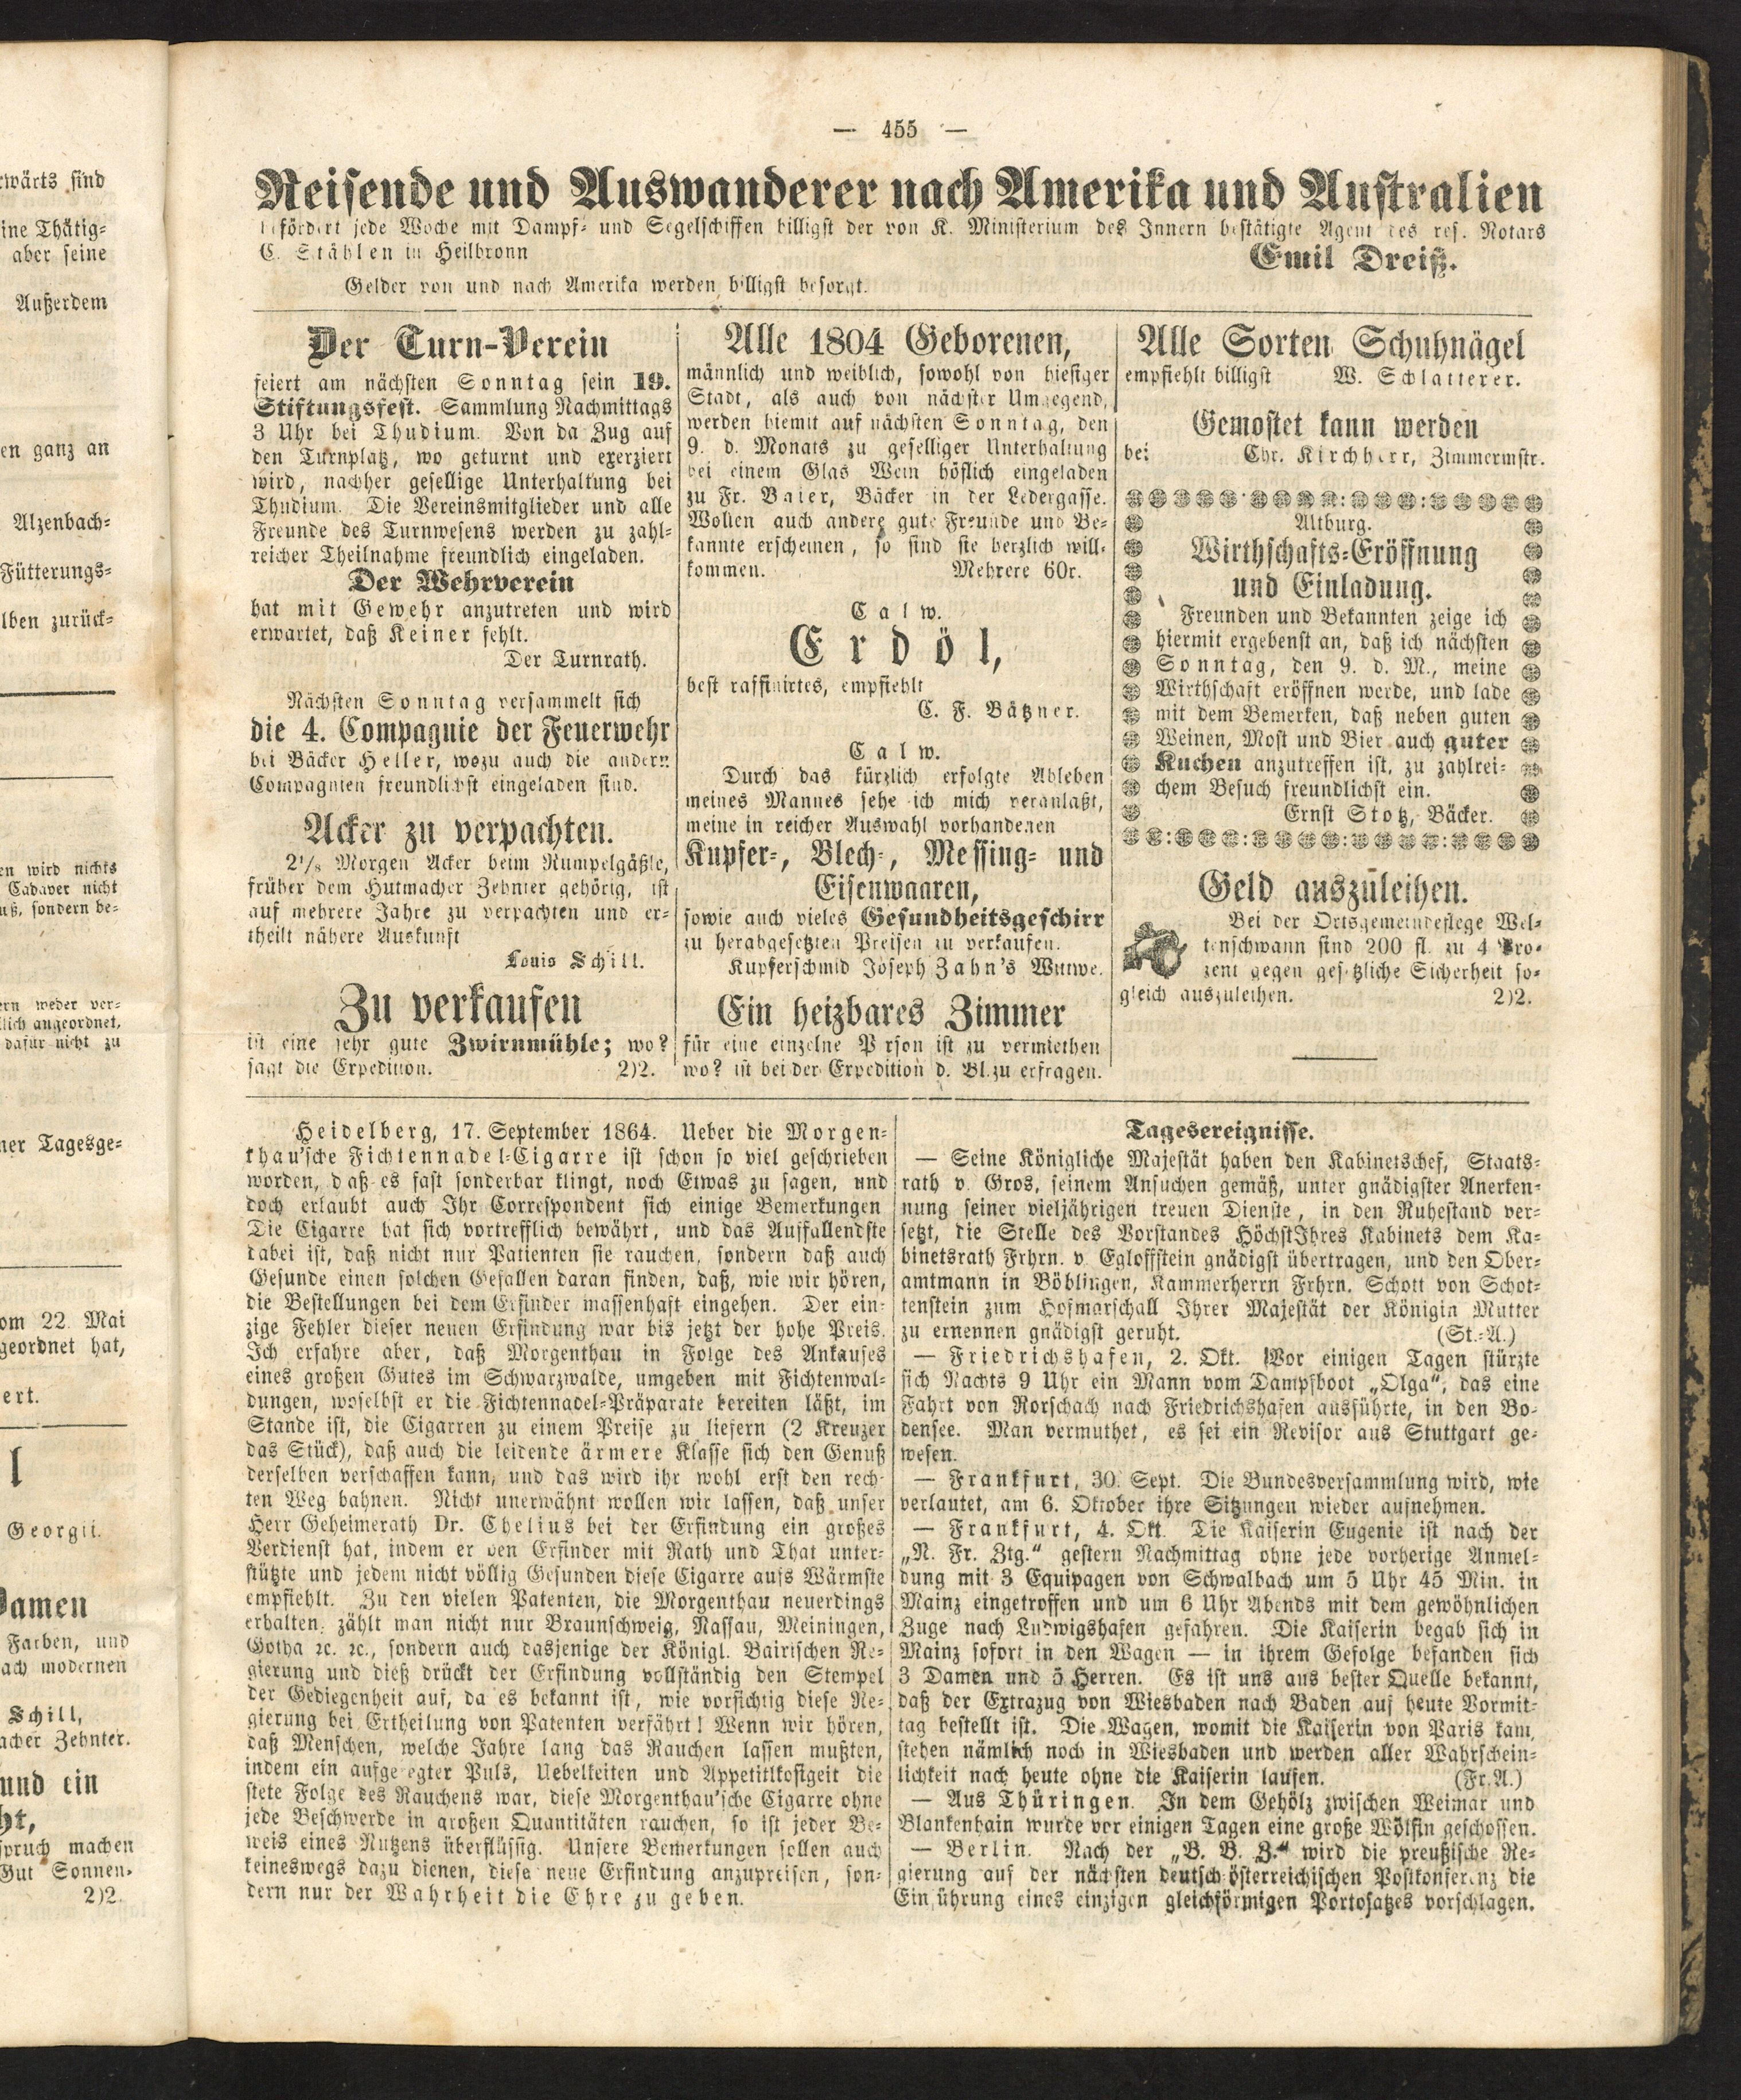 — 455 —
Reisende und Auswanderer nach Amerika und Australien
befördert jede Woche mit Dampf- und Segelschiffen billigst der von K. Ministerium des Innern bestätigte Agent des res. Notars
C. Stählen in Heilbronn
Emil Dreiß.
Gelder von und nach Amerika werden billigst besorgt.
Der Turn-Verein
feiert am nächsten Sonntag sein 19.
Stiftungsfest. Sammlung Nachmittags
3 Uhr bei Thudium. Von da Zug auf
den Turnplatz, wo geturnt und exerziert
wird, nachher gesellige Unterhaltung bei
Thudium. Die Vereinsmitglieder und alle
Freunde des Turnwesens werden zu zahl-
reicher Theilnahme freundlich eingeladen.
Der Wehrverein
hat mit Gewehr anzutreten und wird
erwartet, daß Keiner fehlt.
Der Turnrath.
Nächsten Sonntag versammelt sich
die 4. Compagnie der Feuerwehr
bei Bäcker Heller, wozu auch die andern
Compagnien freundlichst eingeladen sind.
Acker zu verpachten.
2 1/8 Morgen Acker beim Rumpelgäßle,
früher dem Hutmacher Zehnter gehörig, ist
auf mehrere Jahre zu verpachten und er-
theilt nähere Auskunft
Louis Schill.
Zu verkaufen
ist eine sehr gute Zwirnmühle; wo?
sagt die Expedition. 2)2.
Alle 1804 Geborenen,
männlich und weiblich, sowohl von hiesiger
Stadt, als auch von nächster Umgegend,
werden hiemit auf nächsten Sonntag, den
9. d. Monats zu geselliger Unterhaltung
bei einem Glas Wein höflich eingeladen
zu Fr. Baier, Bäcker in der Ledergasse.
Wollen auch andere gute Freunde und Be-
kannte erscheinen, so sind sie herzlich will-
kommen. Mehrere 60r.
Calw.
Erdöl,
best raffinirtes, empfiehlt
C. F. Bätzner.
Calw.
Durch das kürzlich erfolgte Ableben
meines Mannes sehe ich mich veranlaßt,
meine in reicher Auswahl vorhandenen
Kupfer-, Blech-, Messing- und
Eisenwaaren,
sowie auch vieles Gesundheitsgeschirr
zu herabgesetzten Preisen zu verkaufen.
Kupferschmid Joseph Zahn's Wittwe.
Ein heizbares Zimmer
für eine einzelne Person ist zu vermiethen
wo? ist bei der Expedition d. Bl. zu erfragen.
Alle Sorten Schuhnägel
empfiehlt billigst W. Schlatterer.
Gemostet kann werden
bei Chr. Kirchherr, Zimmermstr.
Altburg.
Wirthschafts-Eröffnung
und Einladung.
Freunden und Bekannten zeige ich
hiermit ergebenst an, daß ich nächsten
Sonntag, den 9. d. M., meine
Wirthschaft eröffnen werde, und lade
mit dem Bemerken, daß neben guten
Weinen, Most und Bier auch guter
Kuchen anzutreffen ist, zu zahlrei-
chem Besuch freundlichst ein.
Ernst Stotz, Bäcker.
Geld auszuleihen.
Bei der Ortsgemeindepflege Wel-
tenschwann sind 200 fl. zu 4 Pro-
zent gegen gesetzliche Sicherheit so-
gleich auszuleihen. 2)2.
Heidelberg, 17. September 1864. Ueber die Morgen-
thau'sche Fichtennadel-Cigarre ist schon so viel geschrieben
worden, daß es fast sonderbar klingt, noch Etwas zu sagen, und
doch erlaubt auch Ihr Correspondent sich einige Bemerkungen
Die Cigarre hat sich vortrefflich bewährt, und das Auffallendste
dabei ist, daß nicht nur Patienten sie rauchen, sondern daß auch
Gesunde einen solchen Gefallen daran finden, daß, wie wir hören,
die Bestellungen bei dem Erfinder massenhaft eingehen. Der ein-
zige Fehler dieser neuen Erfindung war bis jetzt der hohe Preis.
Ich erfahre aber, daß Morgenthau in Folge des Ankaufes
eines großen Gutes im Schwarzwalde, umgeben mit Fichtenwal-
dungen, woselbst er die Fichtennadel-Präparate bereiten läßt, im
Stande ist, die Cigarren zu einem Preise zu liefern (2 Kreuzer
das Stück), daß auch die leidende ärmere Klasse sich den Genuß
derselben verschaffen kann, und das wird ihr wohl erst den rech-
ten Weg bahnen. Nicht unerwähnt wollen wir lassen, daß unser
Herr Geheimerath Dr. Chelius bei der Erfindung ein großes
Verdienst hat, indem er den Erfinder mit Rath und That unter-
stützte und jedem nicht völlig Gesunden diese Cigarre aufs Wärmste
empfiehlt. Zu den vielen Patenten, die Morgenthau neuerdings
erhalten, zählt man nicht nur Braunschweig, Nassau, Meiningen,
Gotha ꝛc. ꝛc., sondern auch dasjenige der Königl. Bairischen Re-
gierung und dieß drückt der Erfindung vollständig den Stempel
der Gediegenheit auf, da es bekannt ist, wie vorsichtig diese Re-
gierung bei Ertheilung von Patenten verfährt! Wenn wir hören,
daß Menschen, welche Jahre lang das Rauchen lassen mußten,
indem ein aufgeregter Puls, Uebelkeiten und Appetitlosigkeit die
stete Folge des Rauchens war, diese Morgenthau'sche Cigarre ohne
jede Beschwerde in großen Quantitäten rauchen, so ist jeder Be-
weis eines Nutzens überflüssig. Unsere Bemerkungen sollen auch
keineswegs dazu dienen, diese neue Erfindung anzupreisen, son-
dern nur der Wahrheit die Ehre zu geben.
Tagesereignisse.
— Seine Königliche Majestät haben den Kabinetschef, Staats-
rath v. Gros, seinem Ansuchen gemäß, unter gnädigster Anerken-
nung seiner vieljährigen treuen Dienste, in den Ruhestand ver-
setzt, die Stelle des Vorstandes HöchstIhres Kabinets dem Ka-
binetsrath Frhrn. v. Egloffstein gnädigst übertragen, und den Ober-
amtmann in Böblingen, Kammerherrn Frhrn. Schott von Schot-
tenstein zum Hofmarschall Ihrer Majestät der Königin Mutter
zu ernennen gnädigst geruht. (St.-A.)
— Friedrichshafen, 2. Okt. Vor einigen Tagen stürzte
sich Nachts 9 Uhr ein Mann vom Dampfboot „Olga“, das eine
Fahrt von Rorschach nach Friedrichshafen ausführte, in den Bo-
densee. Man vermuthet, es sei ein Revisor aus Stuttgart ge-
wesen.
— Frankfurt, 30. Sept. Die Bundesversammlung wird, wie
verlautet, am 6. Oktober ihre Sitzungen wieder aufnehmen.
— Frankfurt, 4. Okt. Die Kaiserin Eugenie ist nach der
„N. Fr. Ztg.“ gestern Nachmittag ohne jede vorherige Anmel-
dung mit 3 Equipagen von Schwalbach um 5 Uhr 45 Min. in
Mainz eingetroffen und um 6 Uhr Abends mit dem gewöhnlichen
Zuge nach Ludwigshafen gefahren. Die Kaiserin begab sich in
Mainz sofort in den Wagen — in ihrem Gefolge befanden sich
3 Damen und 5 Herren. Es ist uns aus bester Quelle bekannt,
daß der Extrazug von Wiesbaden nach Baden auf heute Vormit-
tag bestellt ist. Die Wagen, womit die Kaiserin von Paris kam,
stehen nämlich noch in Wiesbaden und werden aller Wahrschein-
lichkeit nach heute ohne die Kaiserin laufen. (Fr. A.)
— Aus Thüringen. In dem Gehölz zwischen Weimar und
Blankenhain wurde vor einigen Tagen eine große Wölfin geschossen.
— Berlin. Nach der „B. B. Z.“ wird die preußische Re-
gierung auf der nächsten deutsch-österreichischen Postkonferenz die
Einführung eines einzigen gleichförmigen Portosatzes vorschlagen.